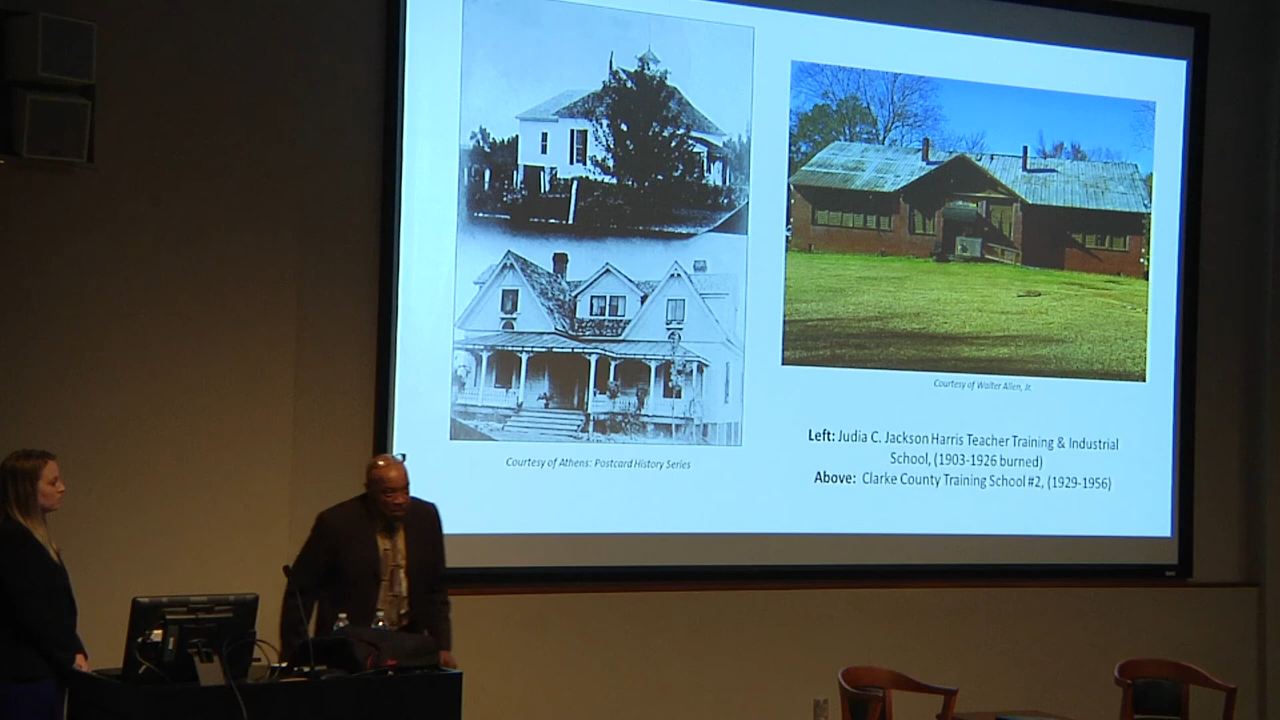 Courtesy of Athens: Postcard History Series
Courtesy of Walter Allen, Jr.
Left: Judia C. Jackson Harris Teacher Training & Industrial
School, (1903-1926 burned)
Above: Clarke County Training School #2, (1929-1956)